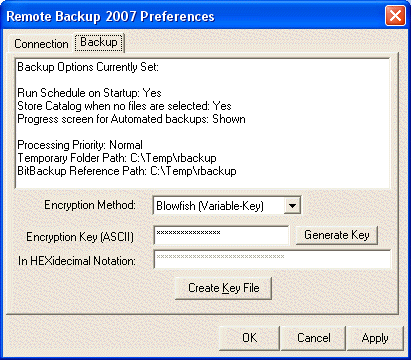 Remote Backup 2007 Preferences
Connection
Backup
Backup Options Currently Set:
Run Schedule on Startup: Yes
Store Catalog when no files are selected: Yes
Progress screen for Automated backups: Shown
Processing Priority: Normal
Temporary Folder Path: C:\Temp\rbackup
BitBackup Reference Path: C:\Temp\rbackup
Encryption Method:
Blowfish (Variable-Key)
Encryption Key (ASCII)
***************
Generate Key
In HEXidecimal Notation:
******************************
Create Key File
OK
Cancel
Apply